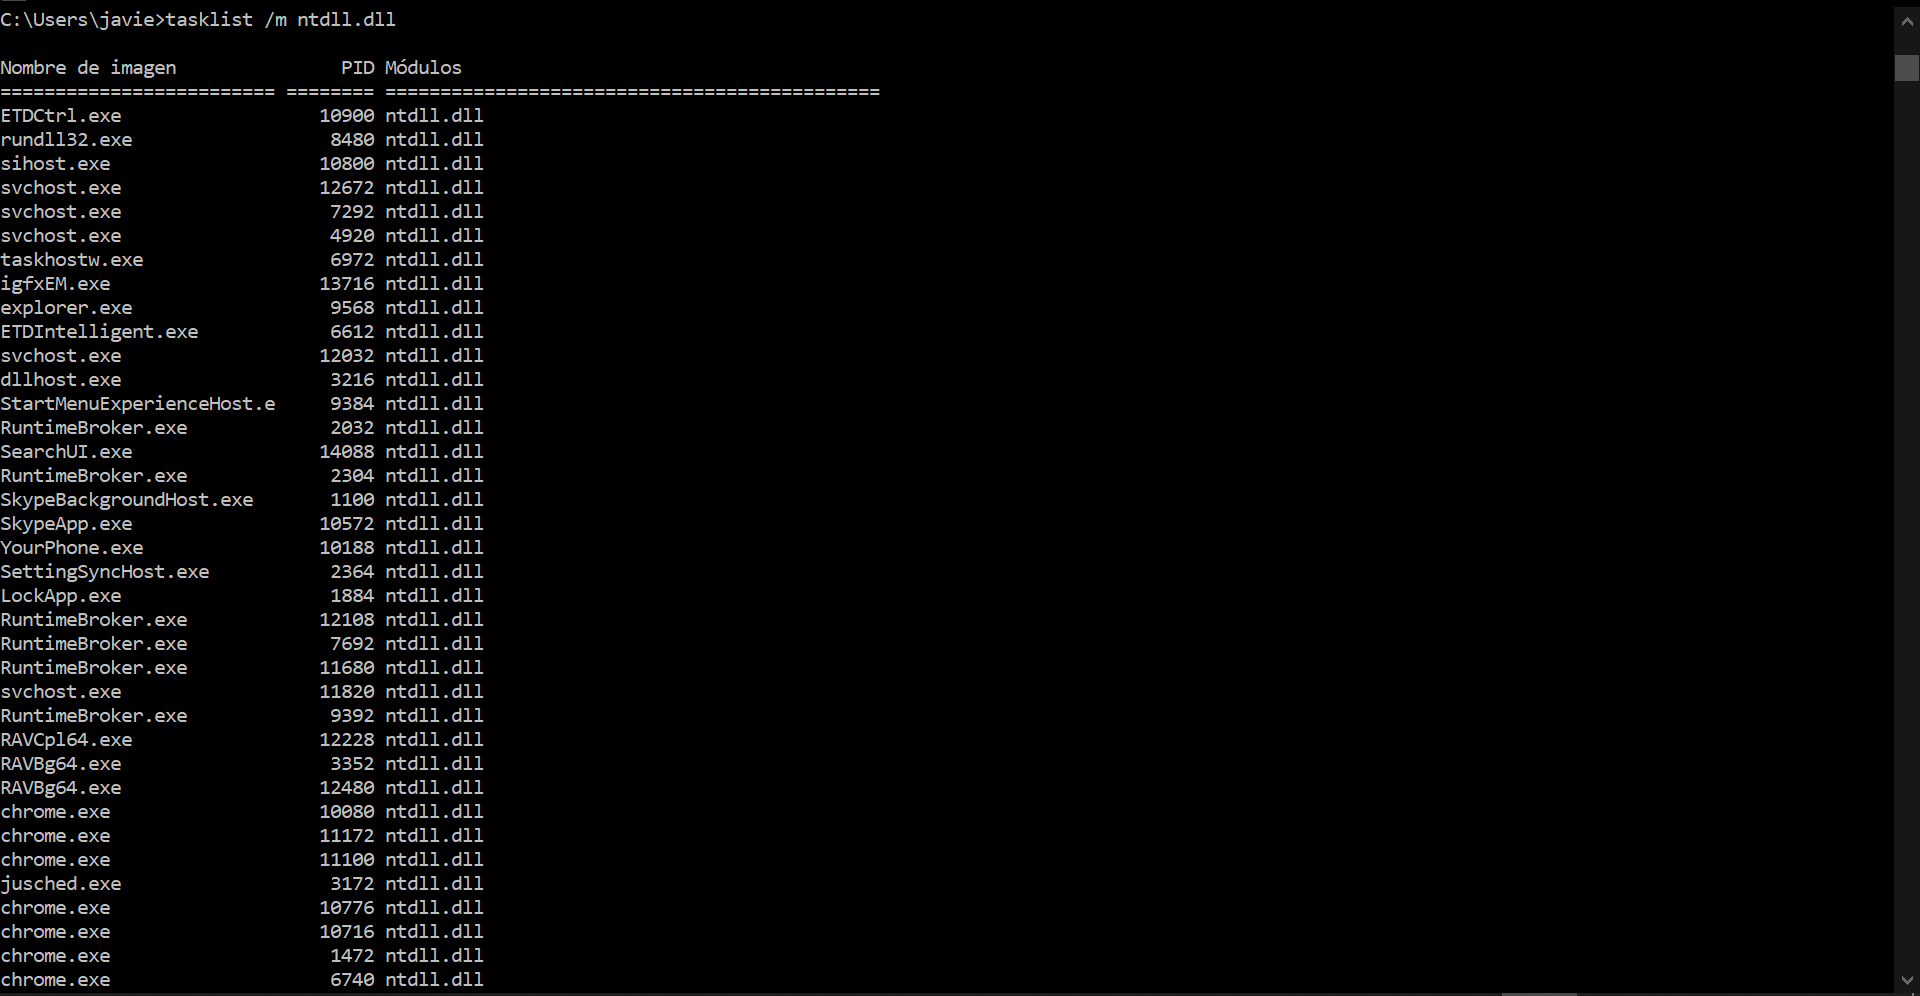 C:\Users\javie>tasklist /m ntdll.dll
Nombre de imagen PID Módulos
========================= ======== =============================================
ETDCtrl.exe 10900 ntdll.dll
rundll32.exe 8480 ntdll.dll
sihost.exe 10800 ntdll.dll
svchost.exe 12672 ntdll.dll
svchost.exe 7292 ntdll.dll
svchost.exe 4920 ntdll.dll
taskhostw.exe 6972 ntdll.dll
igfxEM.exe 13716 ntdll.dll
explorer.exe 9568 ntdll.dll
ETDIntelligent.exe 6612 ntdll.dll
svchost.exe 12032 ntdll.dll
dllhost.exe 3216 ntdll.dll
StartMenuExperienceHost.e 9384 ntdll.dll
RuntimeBroker.exe 2032 ntdll.dll
SearchUI.exe 14088 ntdll.dll
RuntimeBroker.exe 2304 ntdll.dll
SkypeBackgroundHost.exe 1100 ntdll.dll
SkypeApp.exe 10572 ntdll.dll
YourPhone.exe 10188 ntdll.dll
SettingSyncHost.exe 2364 ntdll.dll
LockApp.exe 1884 ntdll.dll
RuntimeBroker.exe 12108 ntdll.dll
RuntimeBroker.exe 7692 ntdll.dll
RuntimeBroker.exe 11680 ntdll.dll
svchost.exe 11820 ntdll.dll
RuntimeBroker.exe 9392 ntdll.dll
RAVCpl64.exe 12228 ntdll.dll
RAVBg64.exe 3352 ntdll.dll
RAVBg64.exe 12480 ntdll.dll
chrome.exe 10080 ntdll.dll
chrome.exe 11172 ntdll.dll
chrome.exe 11100 ntdll.dll
jusched.exe 3172 ntdll.dll
chrome.exe 10776 ntdll.dll
chrome.exe 10716 ntdll.dll
chrome.exe 1472 ntdll.dll
chrome.exe 6740 ntdll.dll